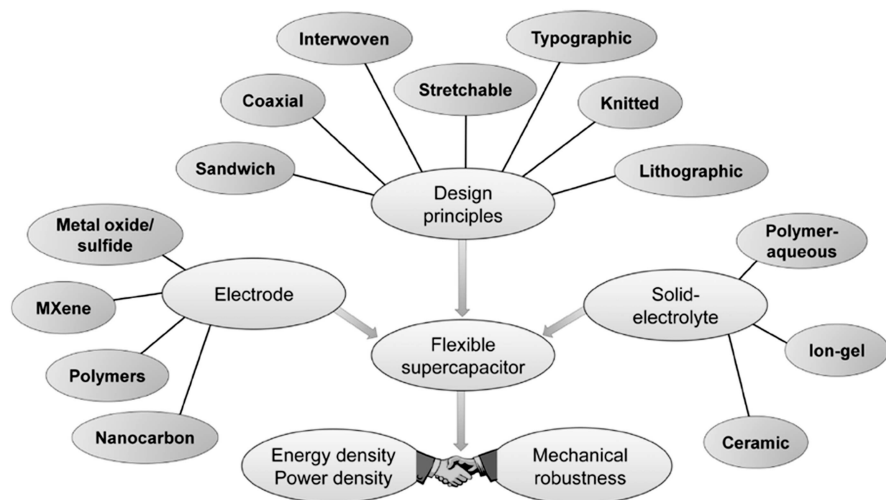 Interwoven
Typographic
Coaxial
Stretchable
Knitted
Sandwich
Lithographic
Design
principles
Metal oxide/
sulfide
Polymer-
aqueous
Electrode
Solid-
electrolyte
MXene
Flexible
supercapacitor
Ion-gel
Polymers
Nanocarbon
Ceramic
Energy density
Power density
Mechanical
robustness